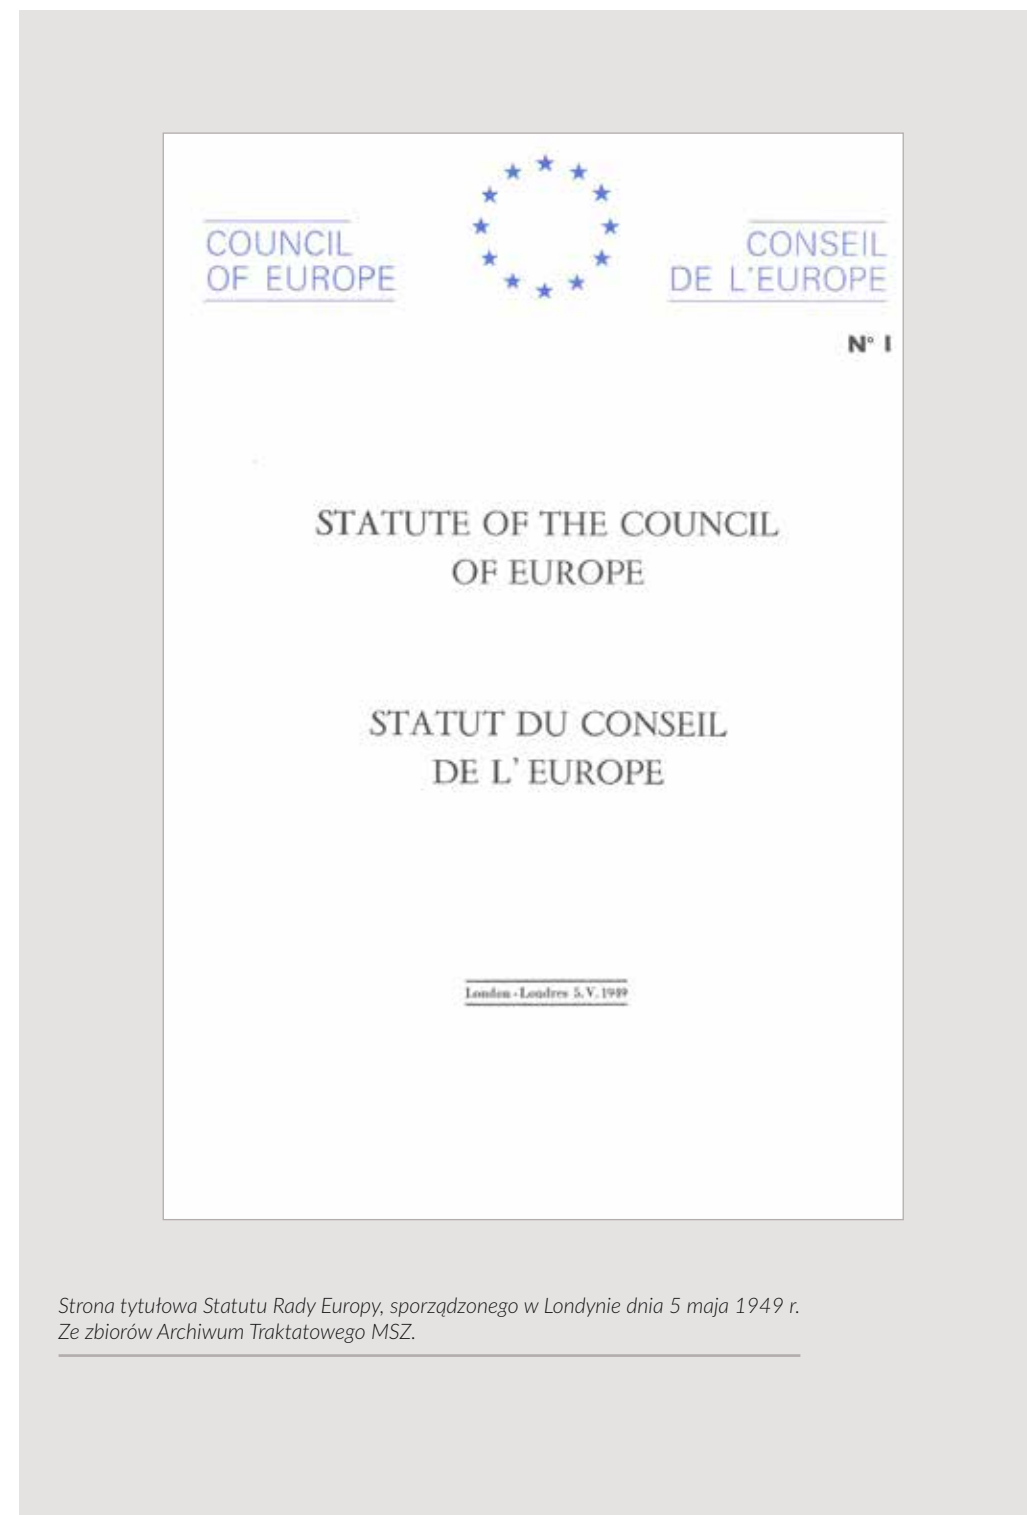 COUNCIL
OF EUROPE
CONSEIL
DE L'EUROPE
N° I
STATUTE OF THE COUNCIL
OF EUROPE
STATUT DU CONSEIL
DE L' EUROPE
London - Londres 5. V. 1949
Strona tytułowa Statutu Rady Europy, sporządzonego w Londynie dnia 5 maja 1949 r.
Ze zbiorów Archiwum Traktatowego MSZ.